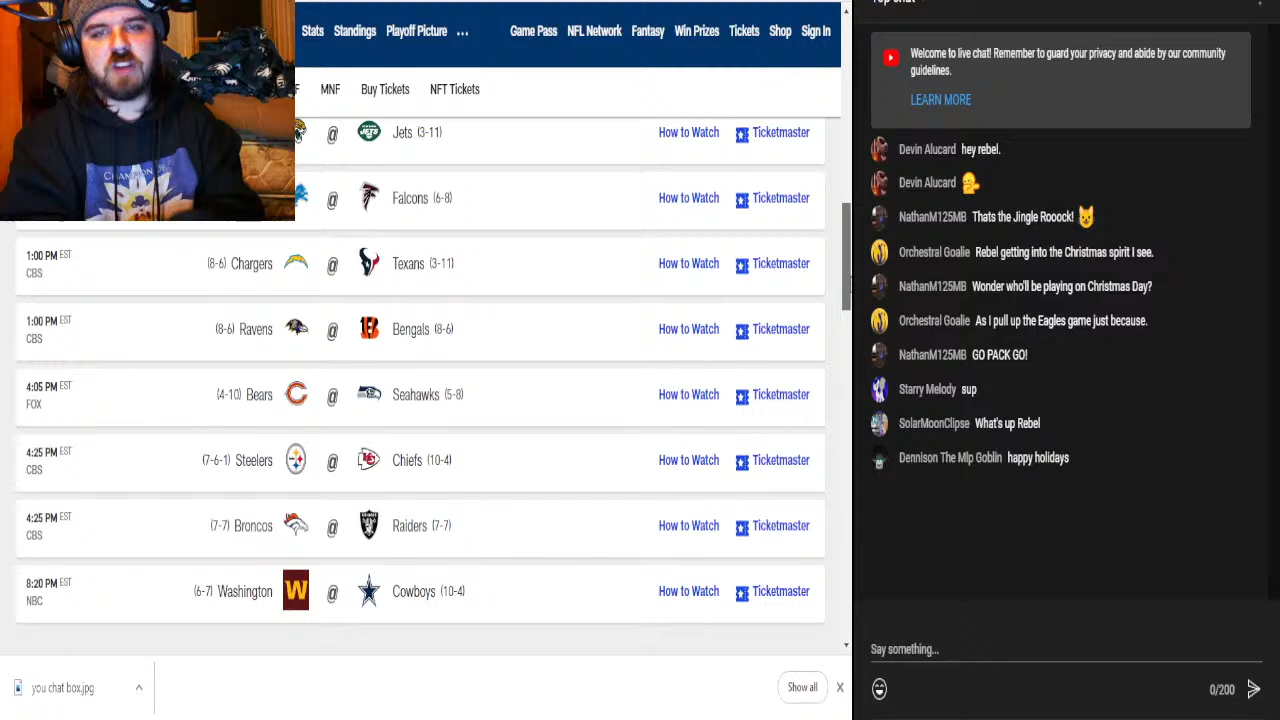 Stats Standings Playoff Picture ... Game Pass NFL Network Fantasy Win Prizes Tickets Shop Sign In
MNF Buy Tickets NFT Tickets
@ JETS Jets (3-11) How to Watch Ticketmaster
@ Falcons (6-8) How to Watch Ticketmaster
1:00 PM EST
CBS
(8-6) Chargers @ Texans (3-11) How to Watch Ticketmaster
1:00 PM EST
CBS
(8-6) Ravens @ B Bengals (8-6) How to Watch Ticketmaster
4:05 PM EST
FOX
(4-10) Bears @ Seahawks (5-8) How to Watch Ticketmaster
4:25 PM EST
CBS
(7-6-1) Steelers @ KC Chiefs (10-4) How to Watch Ticketmaster
4:25 PM EST
CBS
(7-7) Broncos @ Raiders (7-7) How to Watch Ticketmaster
8:20 PM EST
NBC
(6-7) Washington W @ Cowboys (10-4) How to Watch Ticketmaster
you chat box.jpg
Show all X
CHAMPION OF
Welcome to live chat! Remember to guard your privacy and abide by our community
guidelines.
LEARN MORE
Devin Alucard hey rebel.
Devin Alucard
NathanM125MB Thats the Jingle Rooock!
Orchestral Goalie Rebel getting into the Christmas spirit I see.
NathanM125MB Wonder who'll be playing on Christmas Day?
Orchestral Goalie As I pull up the Eagles game just because.
NathanM125MB GO PACK GO!
Starry Melody sup
SolarMoonClipse What's up Rebel
Dennison The Mlp Goblin happy holidays
Say something...
0/200